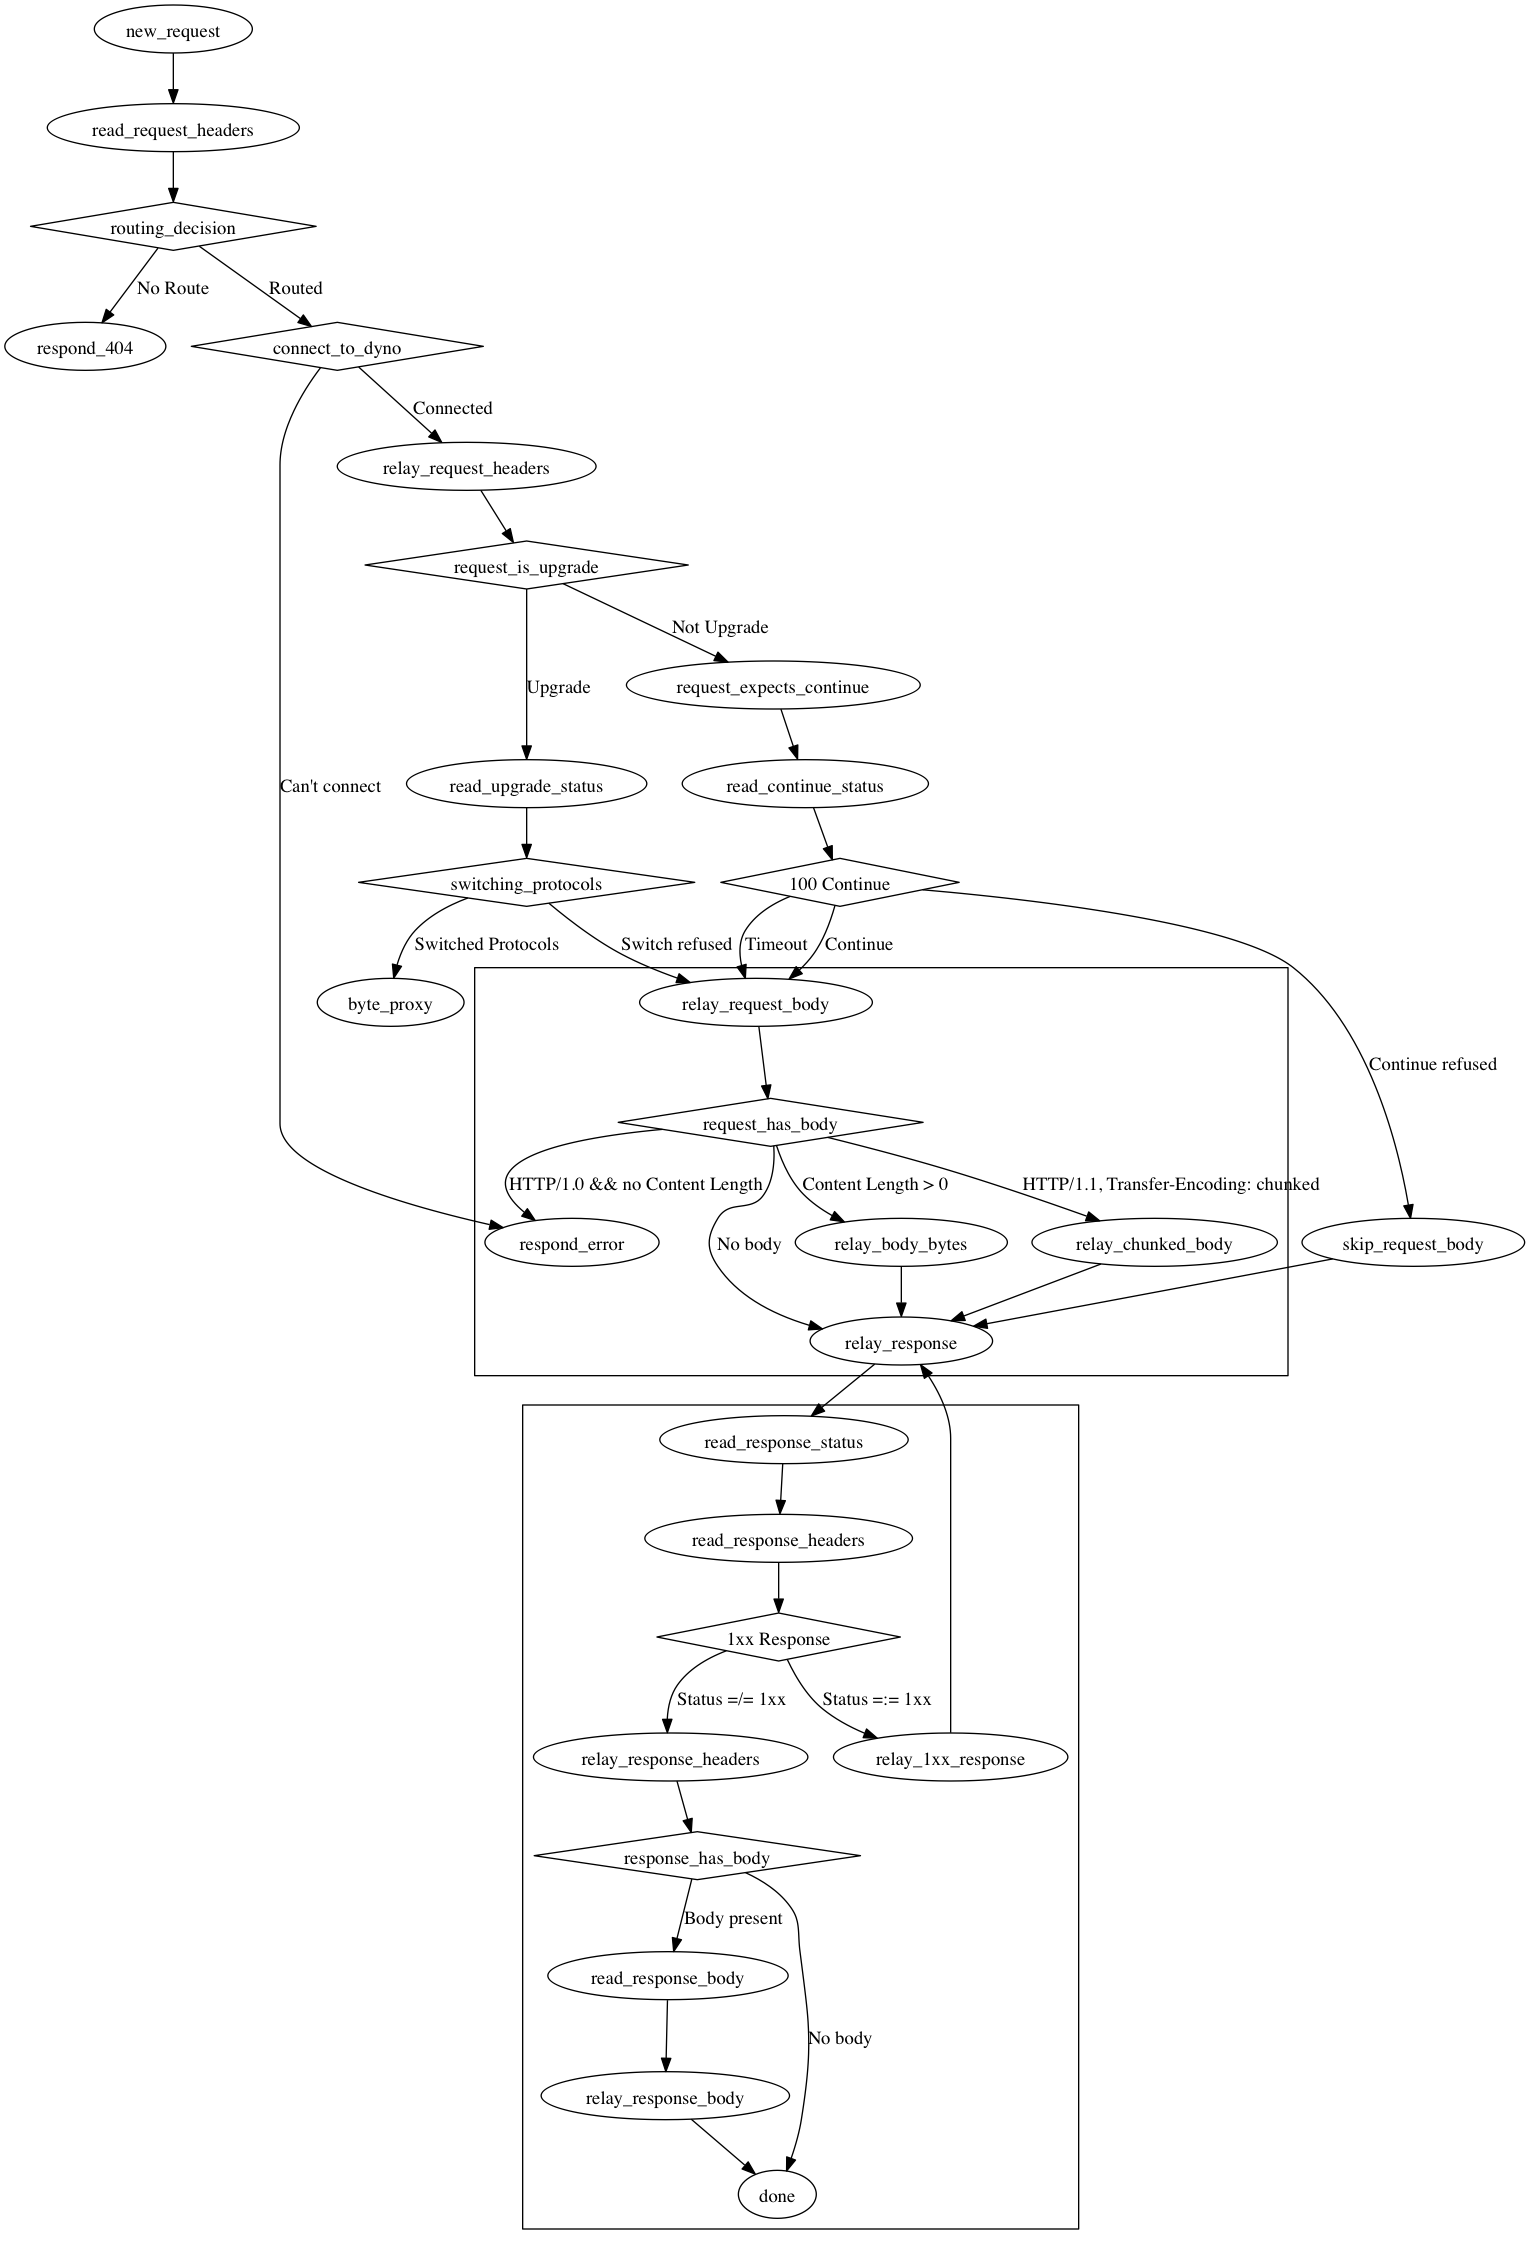 new_request
read_request_headers
routing_decision
No Route
Routed
respond_404
connect_to_dyno
Connected
relay_request_headers
request_is_upgrade
Not Upgrade
Upgrade
request_expects_continue
Can't connect
read_upgrade_status
read_continue_status
switching_protocols
100 Continue
Switched Protocols
Switch refused
Timeout
Continue
byte_proxy
relay_request_body
Continue refused
request_has_body
HTTP/1.0 && no Content Length
Content Length > 0
HTTP/1.1, Transfer-Encoding: chunked
respond_error
No body
relay_body_bytes
relay_chunked_body
skip_request_body
relay_response
read_response_status
read_response_headers
1xx Response
Status =/= 1xx
Status =:= 1xx
relay_response_headers
relay_1xx_response
response_has_body
Body present
read_response_body
No body
relay_response_body
done